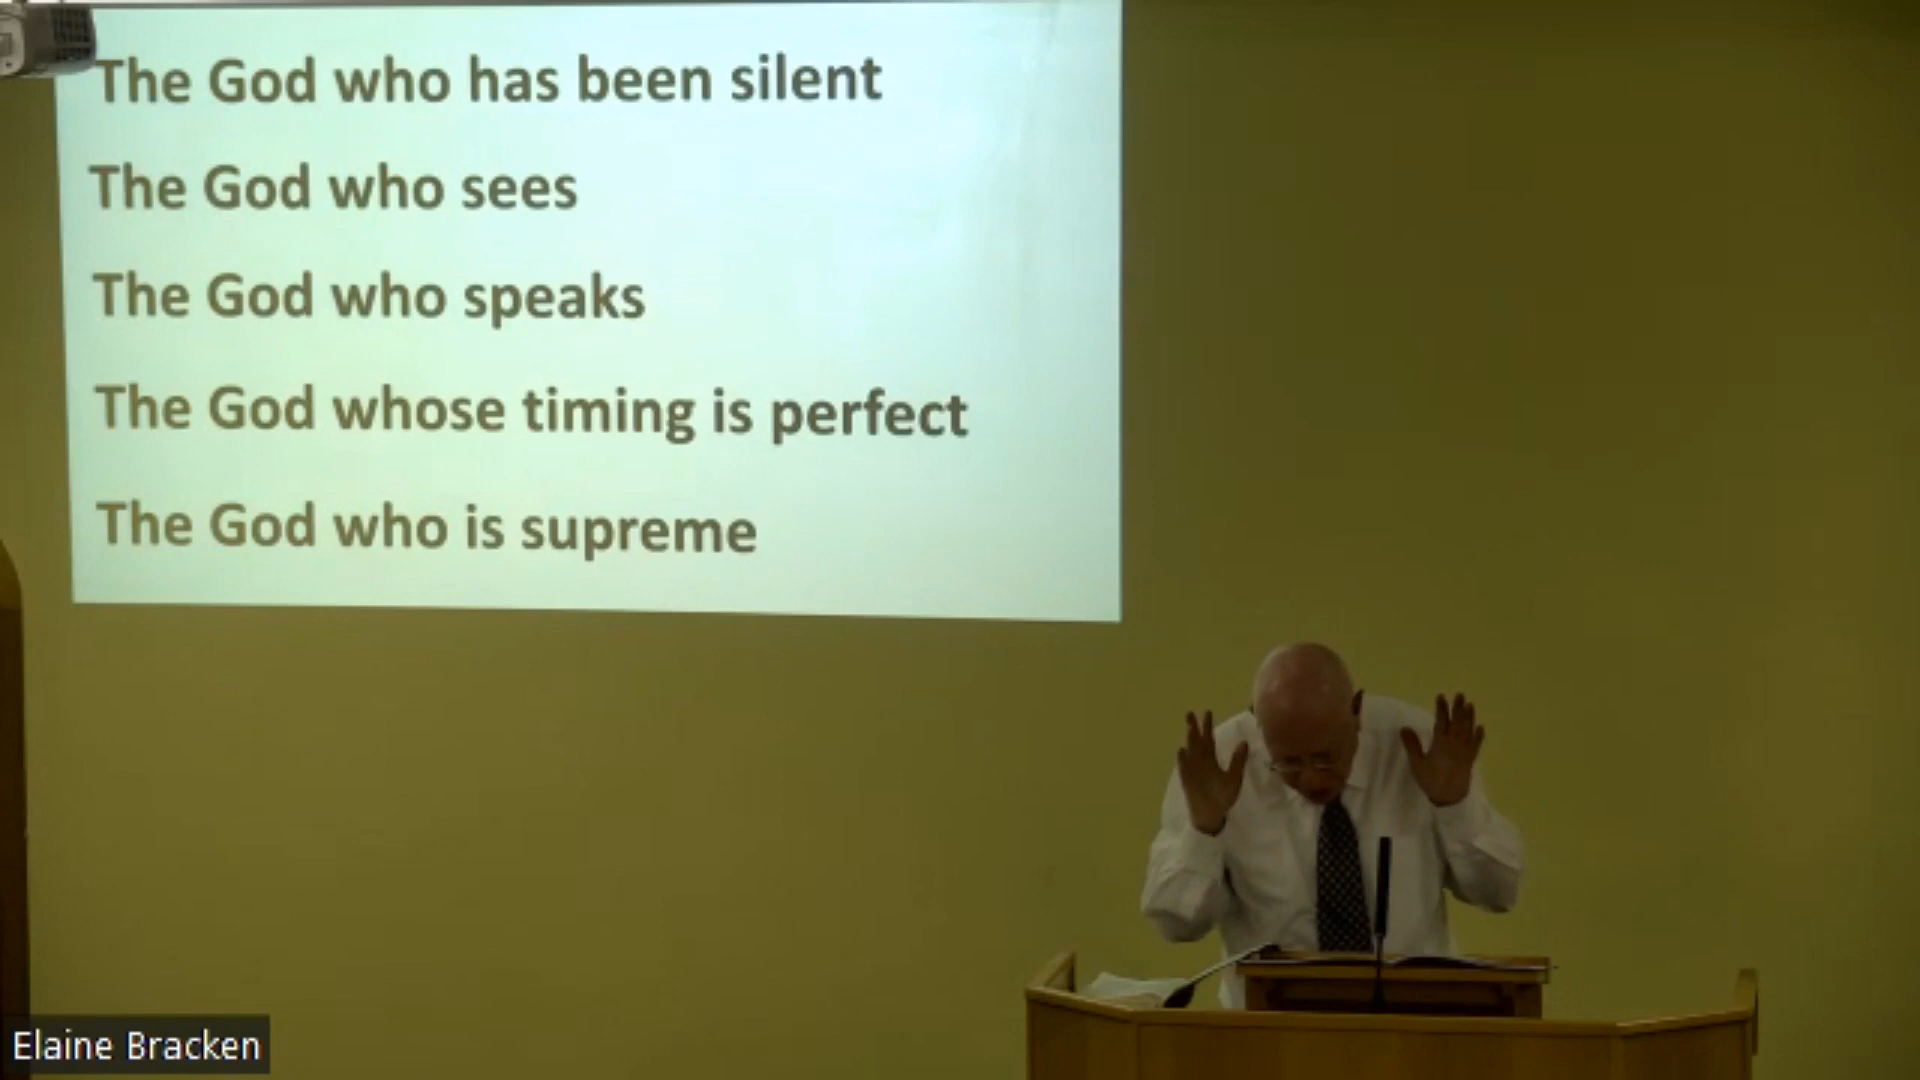 The God who has been silent
The God who sees
The God who speaks
The God whose timing is perfect
The God who is supreme
Elaine Bracken